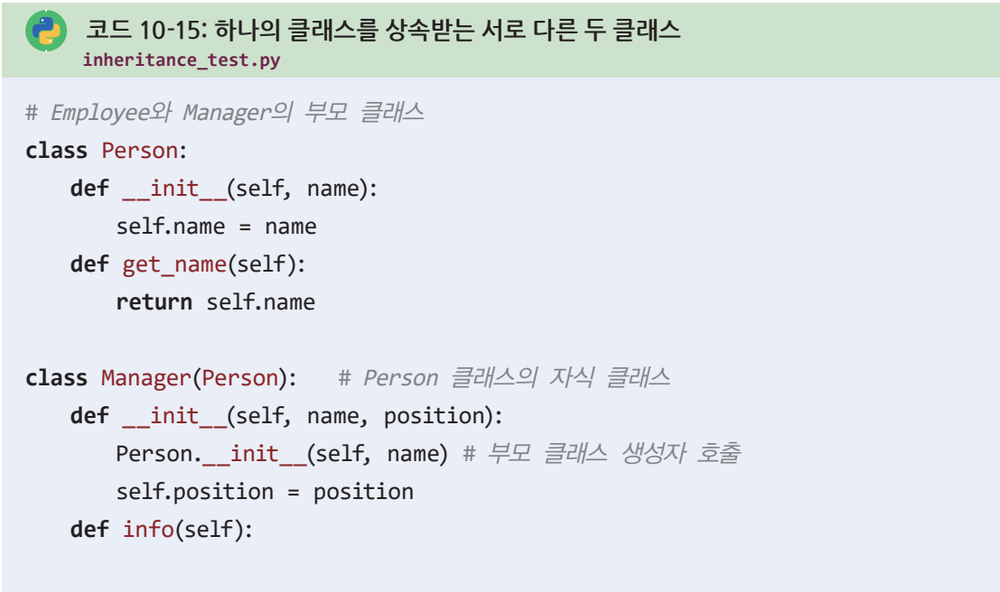 코드 10-15: 하나의 클래스를 상속받는 서로 다른 두 클래스
inheritance_test.py
# Employee와 Manager의 부모 클래스
class Person:
    def __init__(self, name):
        self.name = name
    def get_name(self):
        return self.name
class Manager(Person):   # Person 클래스의 자식 클래스
    def __init__(self, name, position):
        Person.__init__(self, name) # 부모 클래스 생성자 호출
        self.position = position
    def info(self):